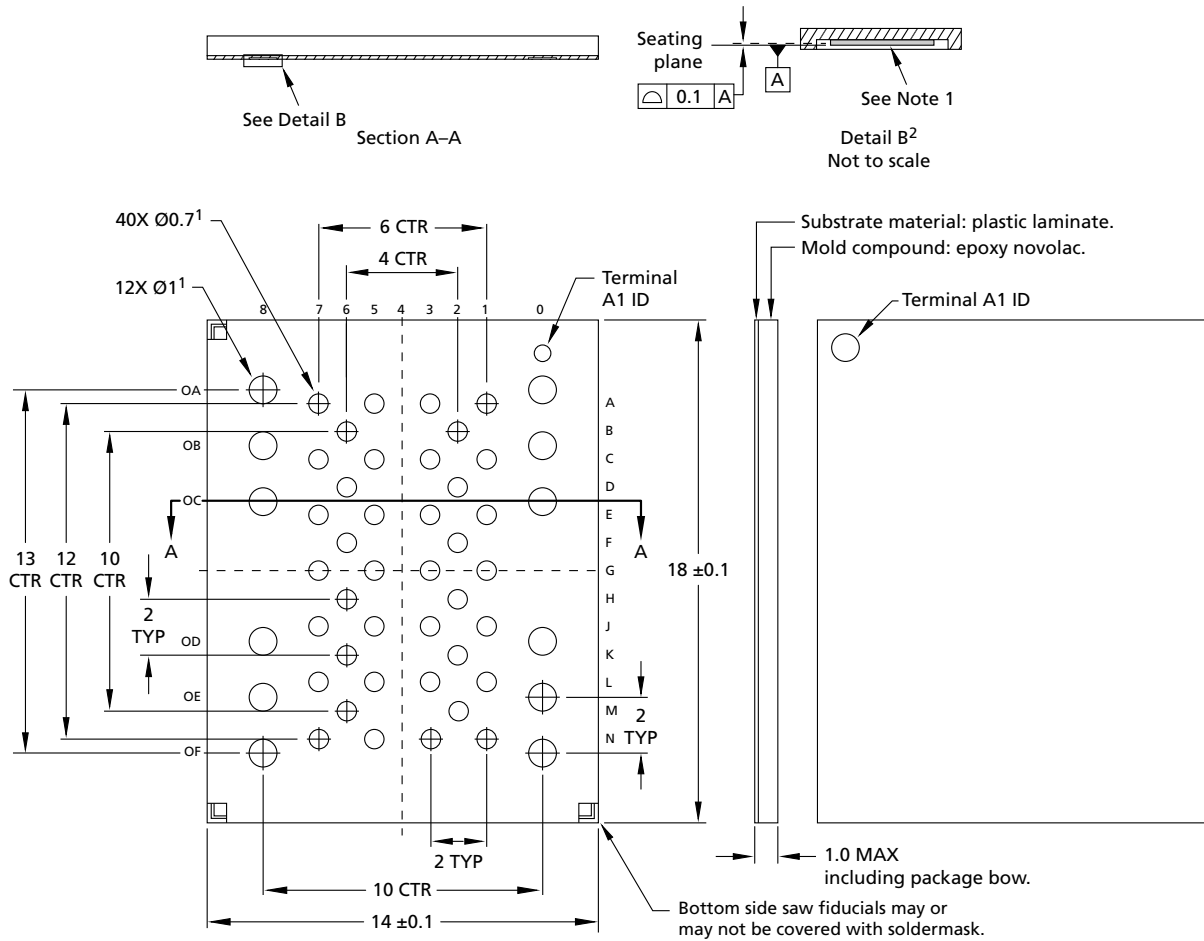 Seating
plane
0.1 A
A
See Note 1
Detail B2
Not to scale
See Detail B
Section A–A
40X Ø0.71
12X Ø11
6 CTR
4 CTR
Terminal
A1 ID
8 7 6 5 4 3 2 1 0
Substrate material: plastic laminate.
Mold compound: epoxy novolac.
Terminal A1 ID
OA
A
B
OB
C
D
OC
E
A
A
F
G
13
CTR
12
CTR
10
CTR
18 ±0.1
H
2
TYP
J
OD
K
L
OE
M
2
TYP
N
OF
2 TYP
10 CTR
14 ±0.1
1.0 MAX
including package bow.
Bottom side saw fiducials may or
may not be covered with soldermask.